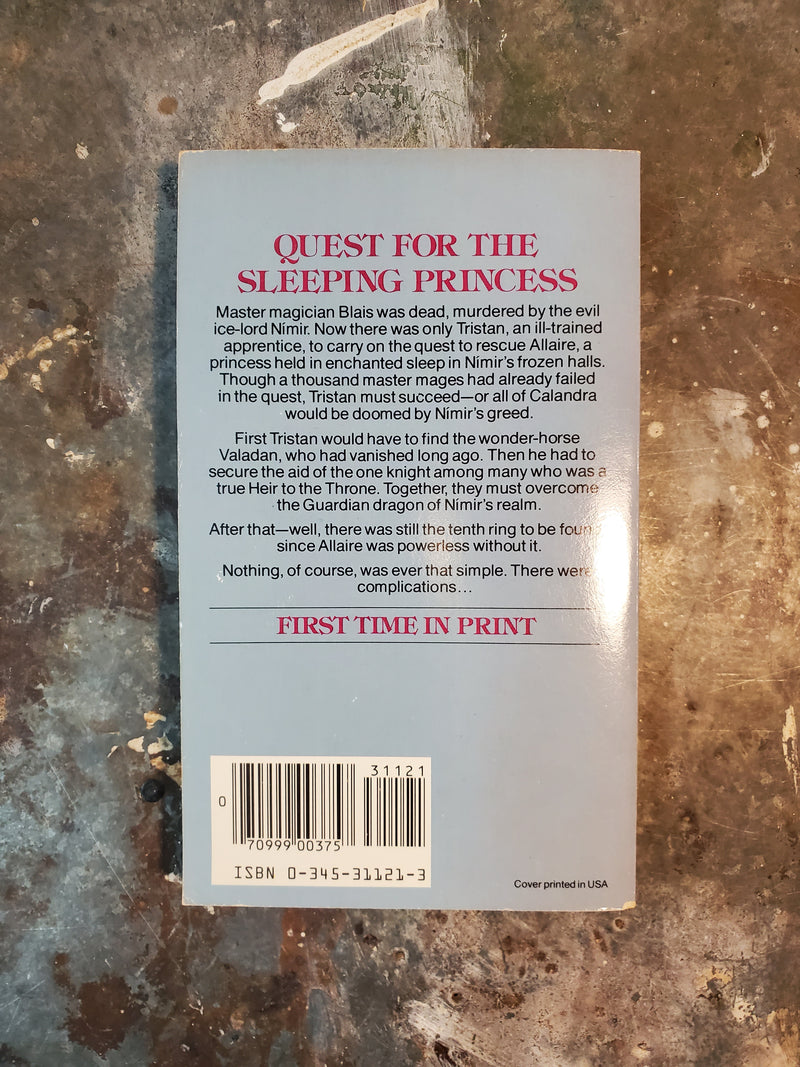 QUEST FOR THE
SLEEPING PRINCESS
Master magician Blais was dead, murdered by the evil
ice-lord Nímir. Now there was only Tristan, an ill-trained
apprentice, to carry on the quest to rescue Allaire, a
princess held in enchanted sleep in Nímir's frozen halls.
Though a thousand master mages had already failed
in the quest, Tristan must succeed—or all of Calandra
would be doomed by Nímir's greed.
First Tristan would have to find the wonder-horse
Valadan, who had vanished long ago. Then he had to
secure the aid of the one knight among many who was a
true Heir to the Throne. Together, they must overcome
the Guardian dragon of Nímir's realm.
After that—well, there was still the tenth ring to be found
since Allaire was powerless without it.
Nothing, of course, was ever that simple. There were
complications...
FIRST TIME IN PRINT
31121
0
70999 00375
ISBN 0-345-31121-3
Cover printed in USA